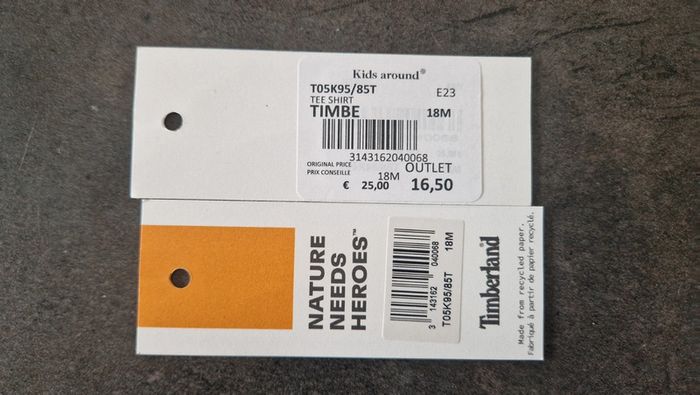 Kids around®
T05K95/85T E23
TEE SHIRT
TIMBE 18M
3143162040068
ORIGINAL PRICE OUTLET
PRIX CONSEILLE 18M
€ 25,00 16,50
NATURE
NEEDS
HEROES™
3 143162 040068 18M
T05K95/85T
Timberland
Made from recycled paper.
Fabriqué à partir de papier recyclé.